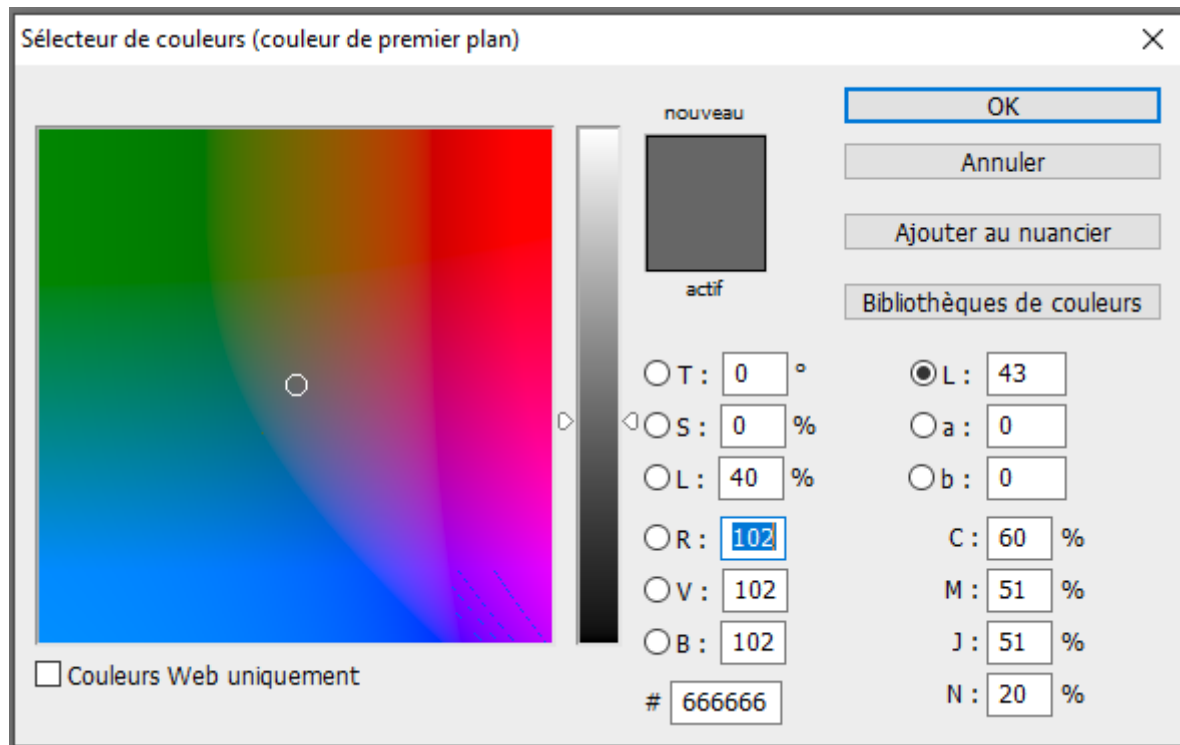 Sélecteur de couleurs (couleur de premier plan)
nouveau
actif
OK
Annuler
Ajouter au nuancier
Bibliothèques de couleurs
T : 0 °
S : 0 %
L : 40 %
R : 102
V : 102
B : 102
# 666666
L : 43
a : 0
b : 0
C : 60 %
M : 51 %
J : 51 %
N : 20 %
Couleurs Web uniquement